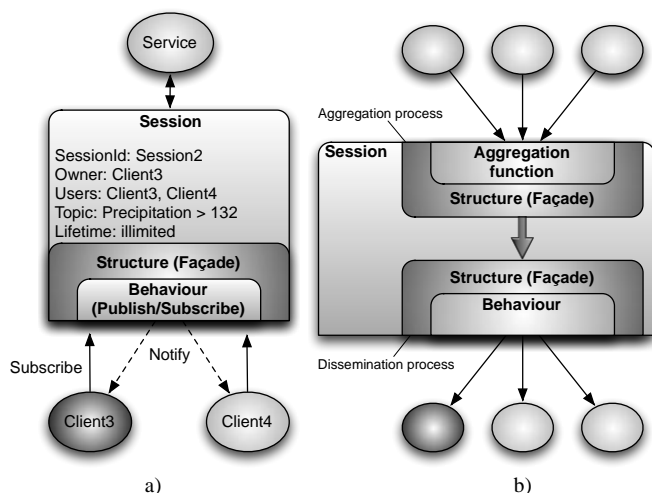 Service
Session
SessionId: Session2
Owner: Client3
Users: Client3, Client4
Topic: Precipitation > 132
Lifetime: illimited
Structure (Façade)
Behaviour
(Publish/Subscribe)
Subscribe
Notify
Client3
Client4
a)
Aggregation process
Session
Aggregation
function
Structure (Façade)
Structure (Façade)
Behaviour
Dissemination process
b)